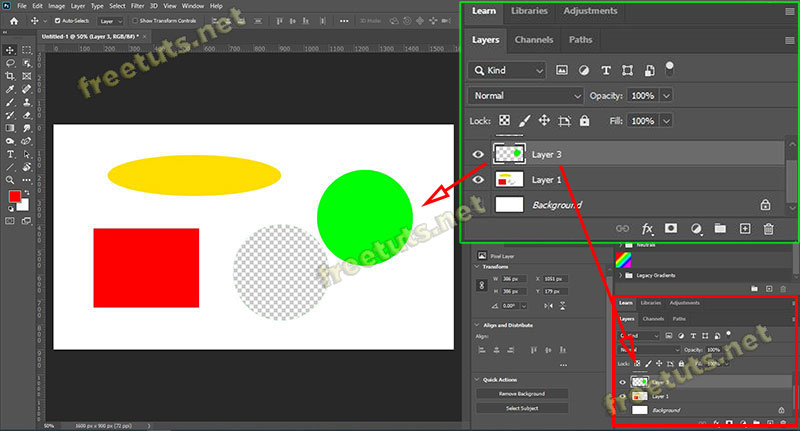 File Edit Image Layer Type Select Filter 3D View Window Help
Auto-Select: Layer Show Transform Controls 3D Mode:
Untitled-1 @ 50% (Layer 3, RGB/8#) *
freetuts.net
freetuts.net
freetuts.net
Learn Libraries Adjustments
Layers Channels Paths
Kind
Normal Opacity: 100%
Lock: Fill: 100%
Layer 3
Layer 1
Background
fx
Pixel Layer
Transform
W 386 px X 1051 px
H 386 px Y 179 px
0.00°
Align and Distribute
Align:
Quick Actions
Remove Background
Select Subject
Neutrals
Legacy Gradients
Learn Libraries Adjustments
Layers Channels Paths
Kind
Normal Opacity: 100%
Lock: Fill: 100%
Layer 1
Background
fx
50% 1600 px x 900 px (72 ppi)